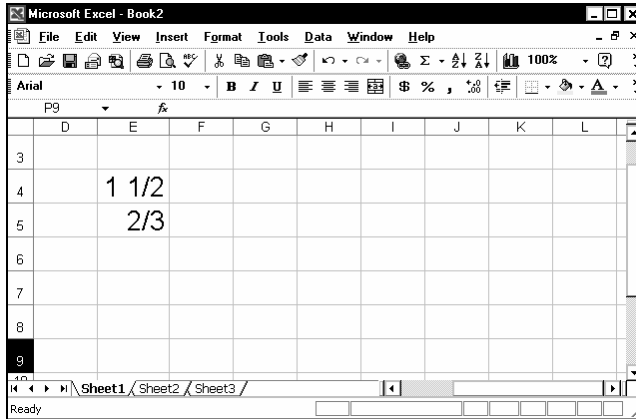 Microsoft Excel - Book2
File Edit View Insert Format Tools Data Window Help
100%
Arial 10 B I U $ % ,
P9 fx
D E F G H I J K L
3
4 1 1/2
5 2/3
6
7
8
9
Sheet1 Sheet2 Sheet3
Ready